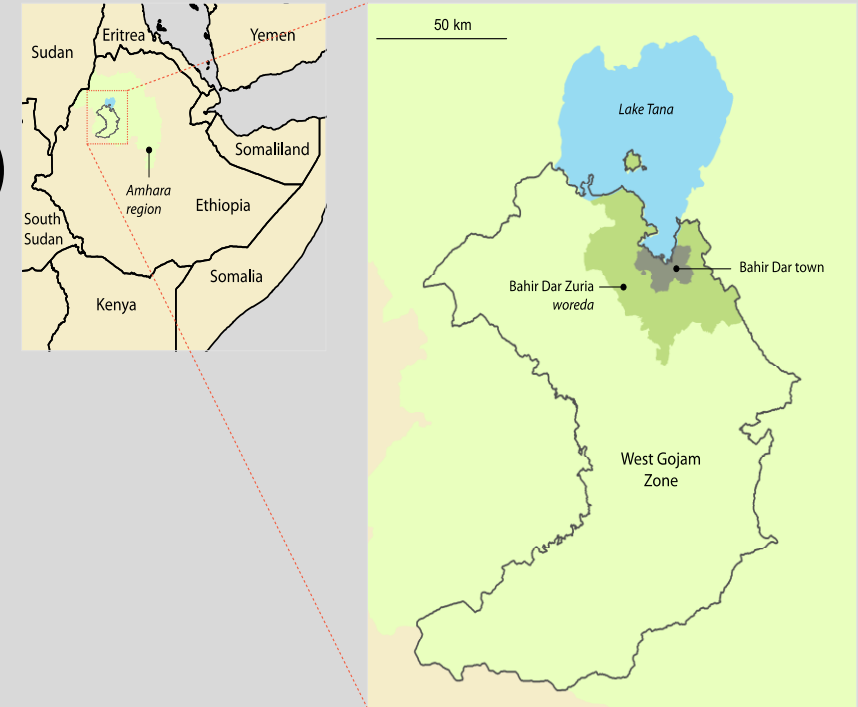 Eritrea
Yemen
Sudan
Somaliland
Amhara
region
Ethiopia
South
Sudan
Somalia
Kenya
50 km
Lake Tana
Bahir Dar town
Bahir Dar Zuria
woreda
West Gojam
Zone